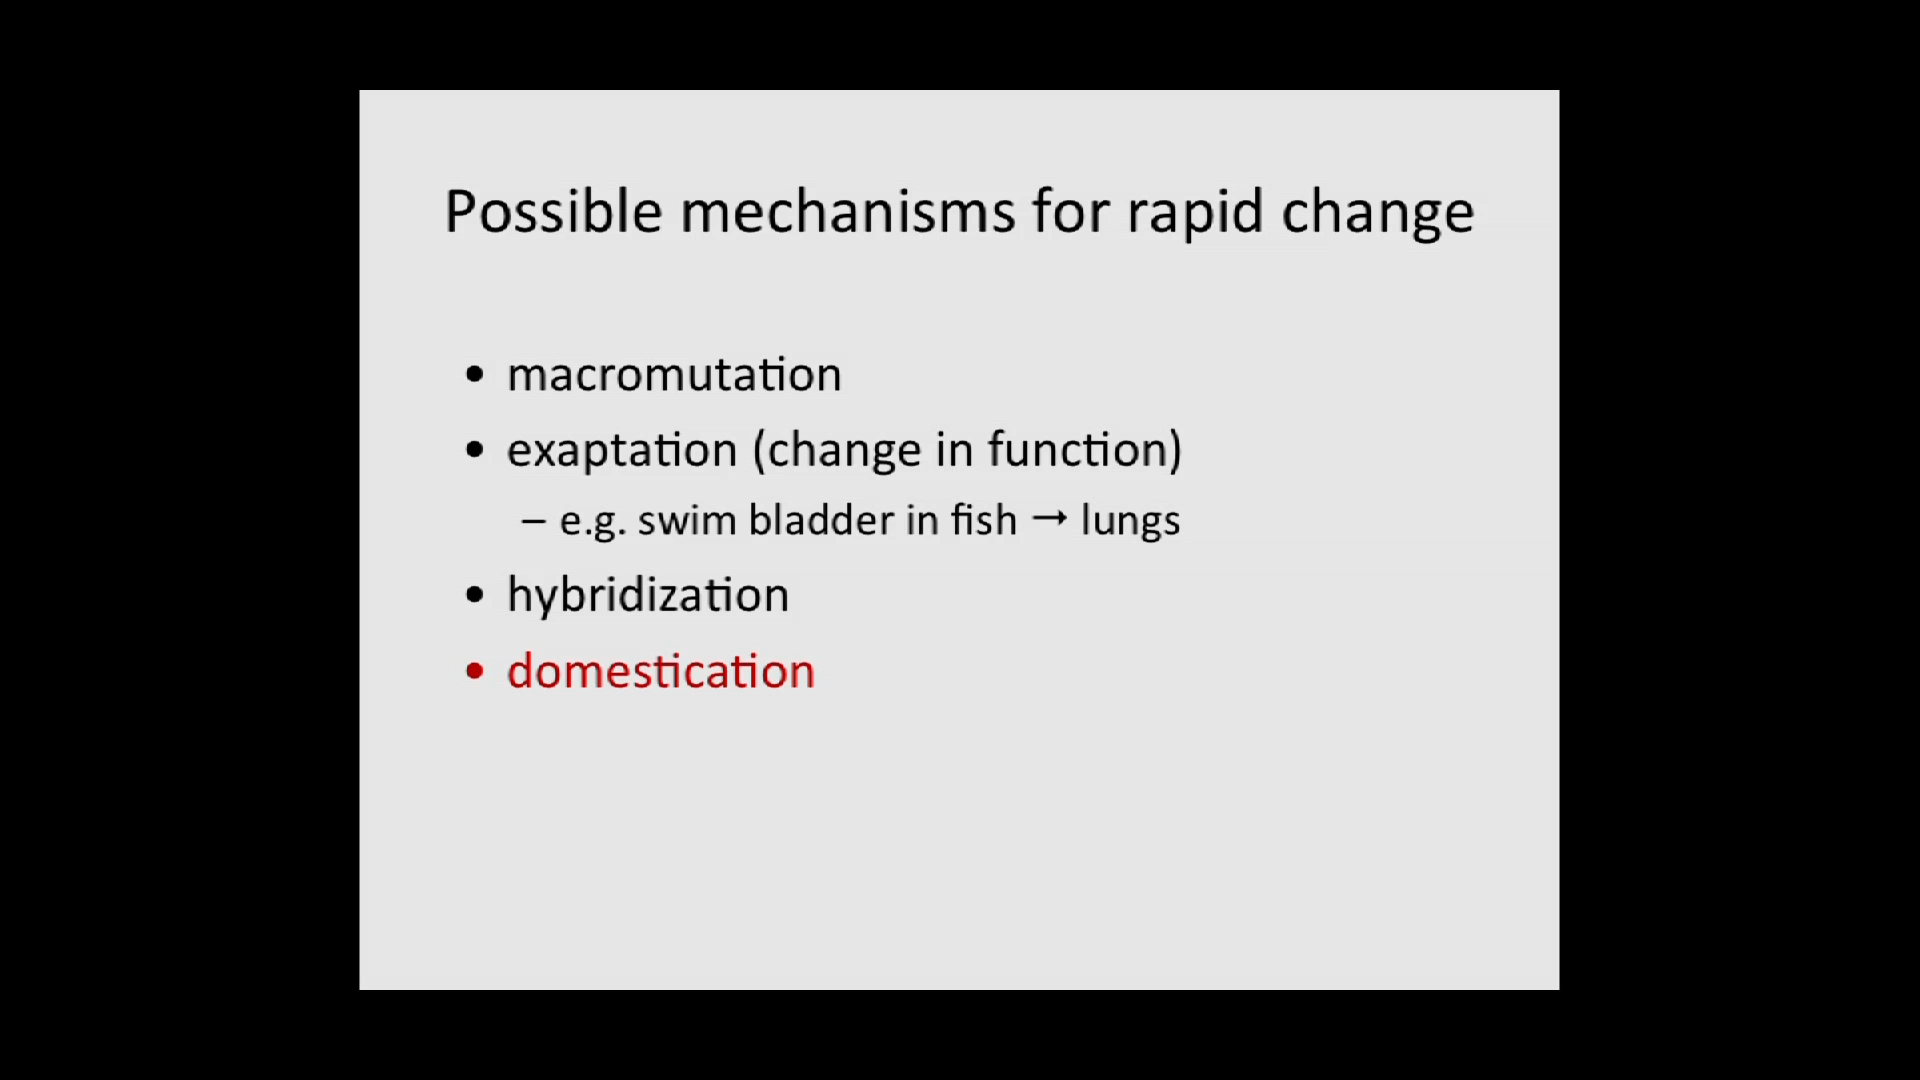 Possible mechanisms for rapid change
• macromutation
• exaptation (change in function)
– e.g. swim bladder in fish → lungs
• hybridization
• domestication